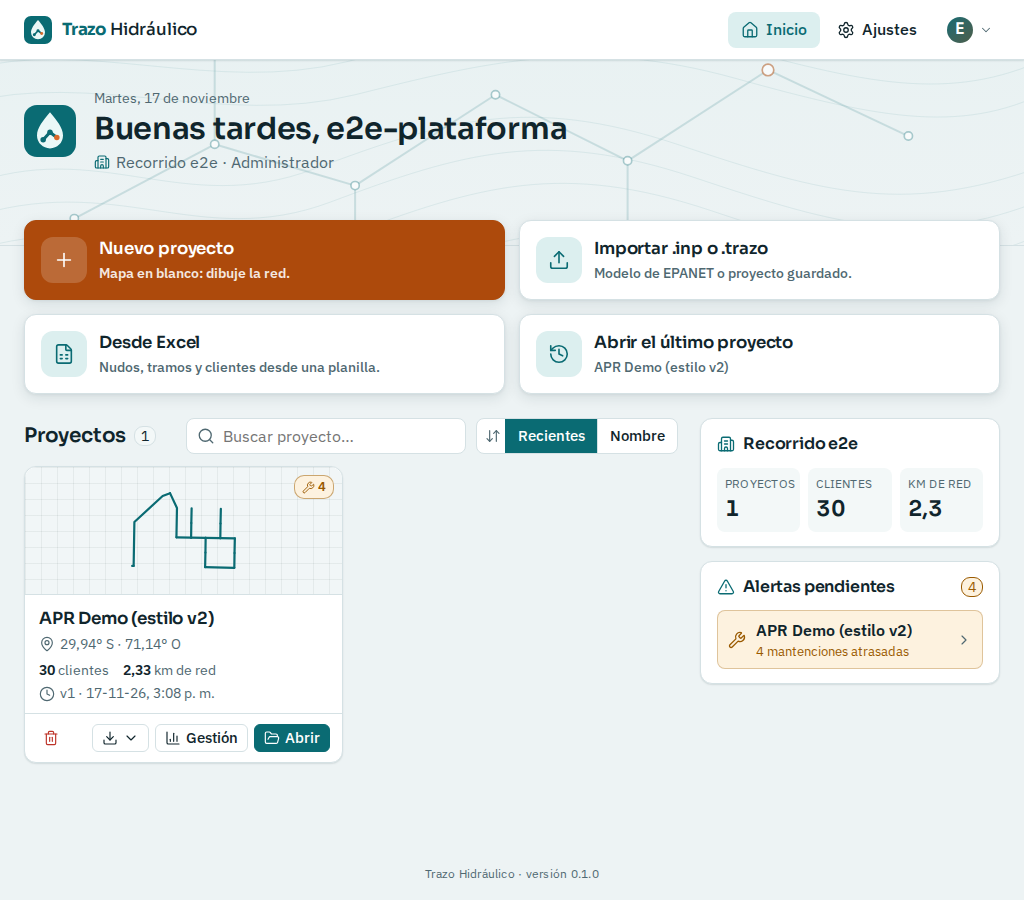 Trazo Hidráulico
Inicio
Ajustes
E
Martes, 17 de noviembre
Buenas tardes, e2e-plataforma
Recorrido e2e · Administrador
Nuevo proyecto
Mapa en blanco: dibuje la red.
Importar .inp o .trazo
Modelo de EPANET o proyecto guardado.
Desde Excel
Nudos, tramos y clientes desde una planilla.
Abrir el último proyecto
APR Demo (estilo v2)
Proyectos 1
Buscar proyecto...
Recientes
Nombre
4
APR Demo (estilo v2)
29,94° S · 71,14° O
30 clientes 2,33 km de red
v1 · 17-11-26, 3:08 p. m.
Gestión
Abrir
Recorrido e2e
PROYECTOS
1
CLIENTES
30
KM DE RED
2,3
Alertas pendientes
4
APR Demo (estilo v2)
4 mantenciones atrasadas
Trazo Hidráulico · versión 0.1.0